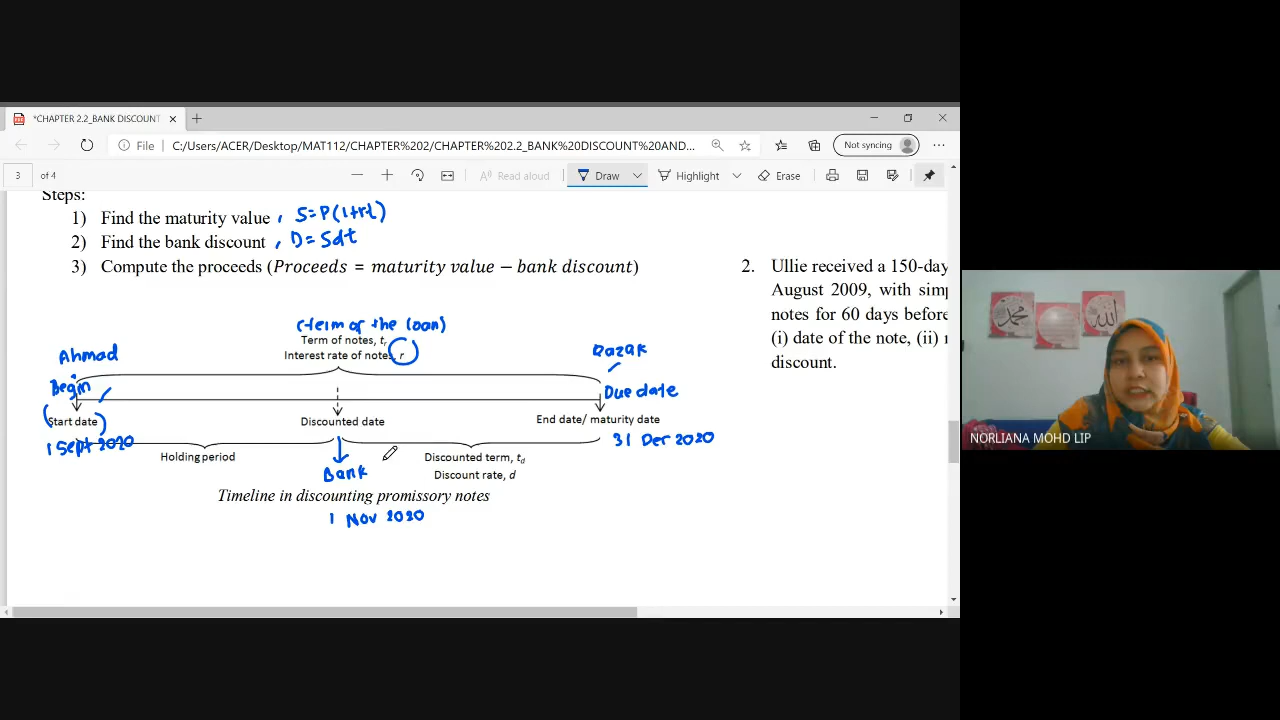 *CHAPTER 2.2_BANK DISCOUNT
File
C:/Users/ACER/Desktop/MAT112/CHAPTER%202/CHAPTER%202.2_BANK%20DISCOUNT%20AND...
Not syncing
3 of 4
Read aloud
Draw
Highlight
Erase
Steps:
1) Find the maturity value , S=P(1+rt)
2) Find the bank discount , D=Sdt
3) Compute the proceeds (Proceeds = maturity value − bank discount)
2. Ullie received a 150-day
August 2009, with simp
notes for 60 days before
(i) date of the note, (ii)
discount.
(term of the loan)
Term of notes, tr
Interest rate of notes, r
Ahmad
Razak
Begin
Due date
Start date
Discounted date
End date/ maturity date
1 Sept 2020
31 Dec 2020
Holding period
Bank
Discounted term, td
Discount rate, d
Timeline in discounting promissory notes
1 Nov 2020
NORLIANA MOHD LIP
محمد
الله